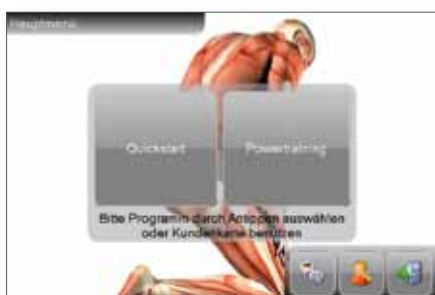 Hauptmenü
Quickstart
Powertraining
Bitte Programm durch Antippen auswählen
oder Kundenkarte benutzen